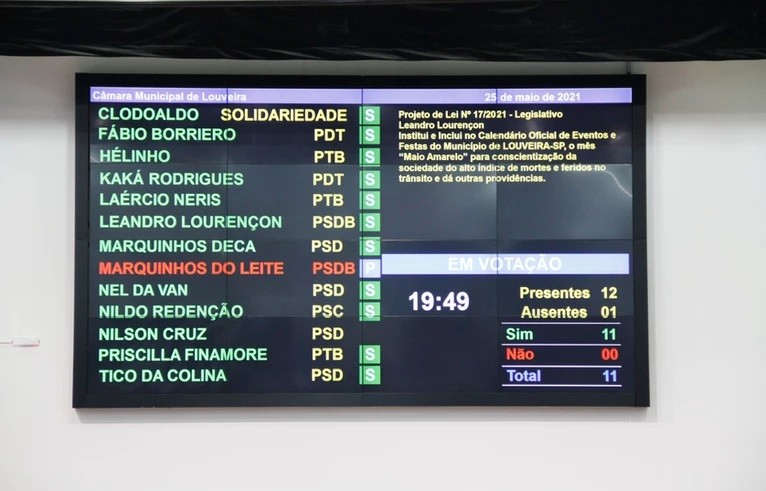 Câmara Municipal de Louveira 25 de maio de 2021
CLODOALDO SOLIDARIEDADE S
FÁBIO BORRIERO PDT S
HÉLINHO PTB S
KAKÁ RODRIGUES PDT S
LAÉRCIO NERIS PTB S
LEANDRO LOURENÇON PSDB S
MARQUINHOS DECA PSD S
MARQUINHOS DO LEITE PSDB P
NEL DA VAN PSD S
NILDO REDENÇÃO PSC S
NILSON CRUZ PSD
PRISCILLA FINAMORE PTB S
TICO DA COLINA PSD S
Projeto de Lei Nº 17/2021 - Legislativo
Leandro Lourençon
Institui e Inclui no Calendário Oficial de Eventos e
Festas do Município de LOUVEIRA-SP, o mês
“Maio Amarelo” para conscientização da
sociedade do alto índice de mortes e feridos no
trânsito e dá outras providências.
EM VOTAÇÃO
19:49
Presentes 12
Ausentes 01
Sim 11
Não 00
Total 11